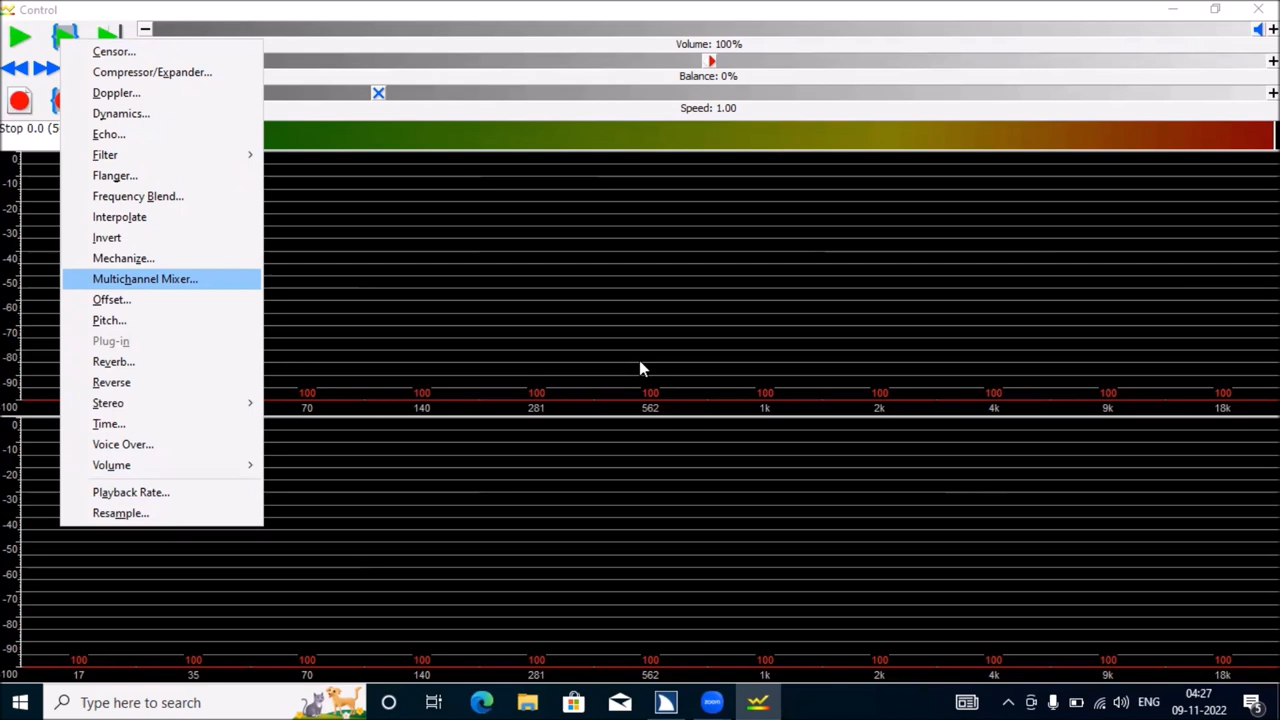 Control
Volume: 100%
Balance: 0%
Speed: 1.00
Stop 0.0 (5
Censor...
Compressor/Expander...
Doppler...
Dynamics...
Echo...
Filter
Flanger...
Frequency Blend...
Interpolate
Invert
Mechanize...
Multichannel Mixer...
Offset...
Pitch...
Plug-in
Reverb...
Reverse
Stereo
Time...
Voice Over...
Volume
Playback Rate...
Resample...
0
-10
-20
-30
-40
-50
-60
-70
-80
-90
100 100 100 100 100 100 100 100 100
100 70 140 281 562 1k 2k 4k 9k 18k
0
-10
-20
-30
-40
-50
-60
-70
-80
-90
100 100 100 100 100 100 100 100 100 100 100
-100 17 35 70 140 281 562 1k 2k 4k 9k 18k
Type here to search
zoom
ENG
04:27
09-11-2022
5